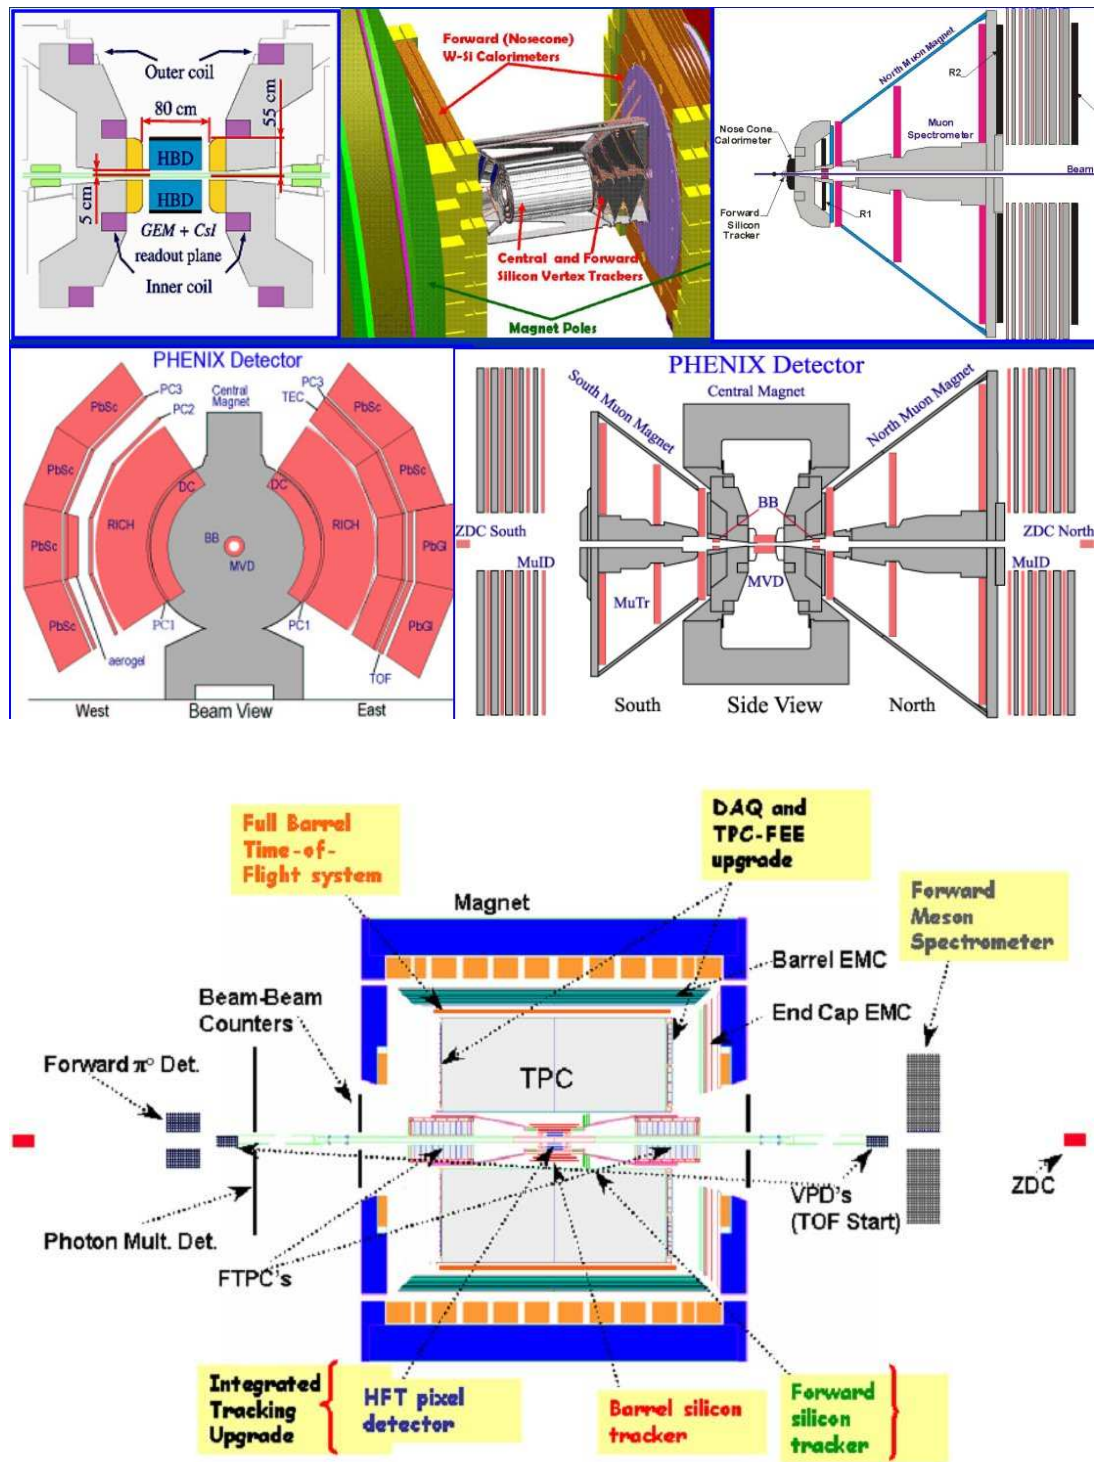 Outer coil
80 cm
55 cm
HBD
HBD
5 cm
GEM + CsI
readout plane
Inner coil
Forward (Nosecone)
W-Si Calorimeters
Central and Forward
Silicon Vertex Trackers
Magnet Poles
North Muon Magnet
R2
Muon
Spectrometer
Nose Cone
Calorimeter
Beam
R1
Forward
Silicon
Tracker
PHENIX Detector
PC3
PC2
Central
Magnet
TEC
PC3
PbSc
PbSc
PbSc
PbSc
DC
DC
RICH
RICH
BB
MVD
PbSc
PbGl
PbSc
PbGl
PC1
PC1
aerogel
TOF
West
Beam View
East
PHENIX Detector
South Muon Magnet
Central Magnet
North Muon Magnet
BB
ZDC South
ZDC North
MuID
MVD
MuID
MuTr
South
Side View
North
Full Barrel
Time-of-
Flight system
DAQ and
TPC-FEE
upgrade
Magnet
Forward
Meson
Spectrometer
Barrel EMC
Beam-Beam
Counters
End Cap EMC
Forward π° Det.
TPC
VPD's
(TOF Start)
ZDC
Photon Mult. Det.
FTPC's
Integrated
Tracking
Upgrade
HFT pixel
detector
Barrel silicon
tracker
Forward
silicon
tracker